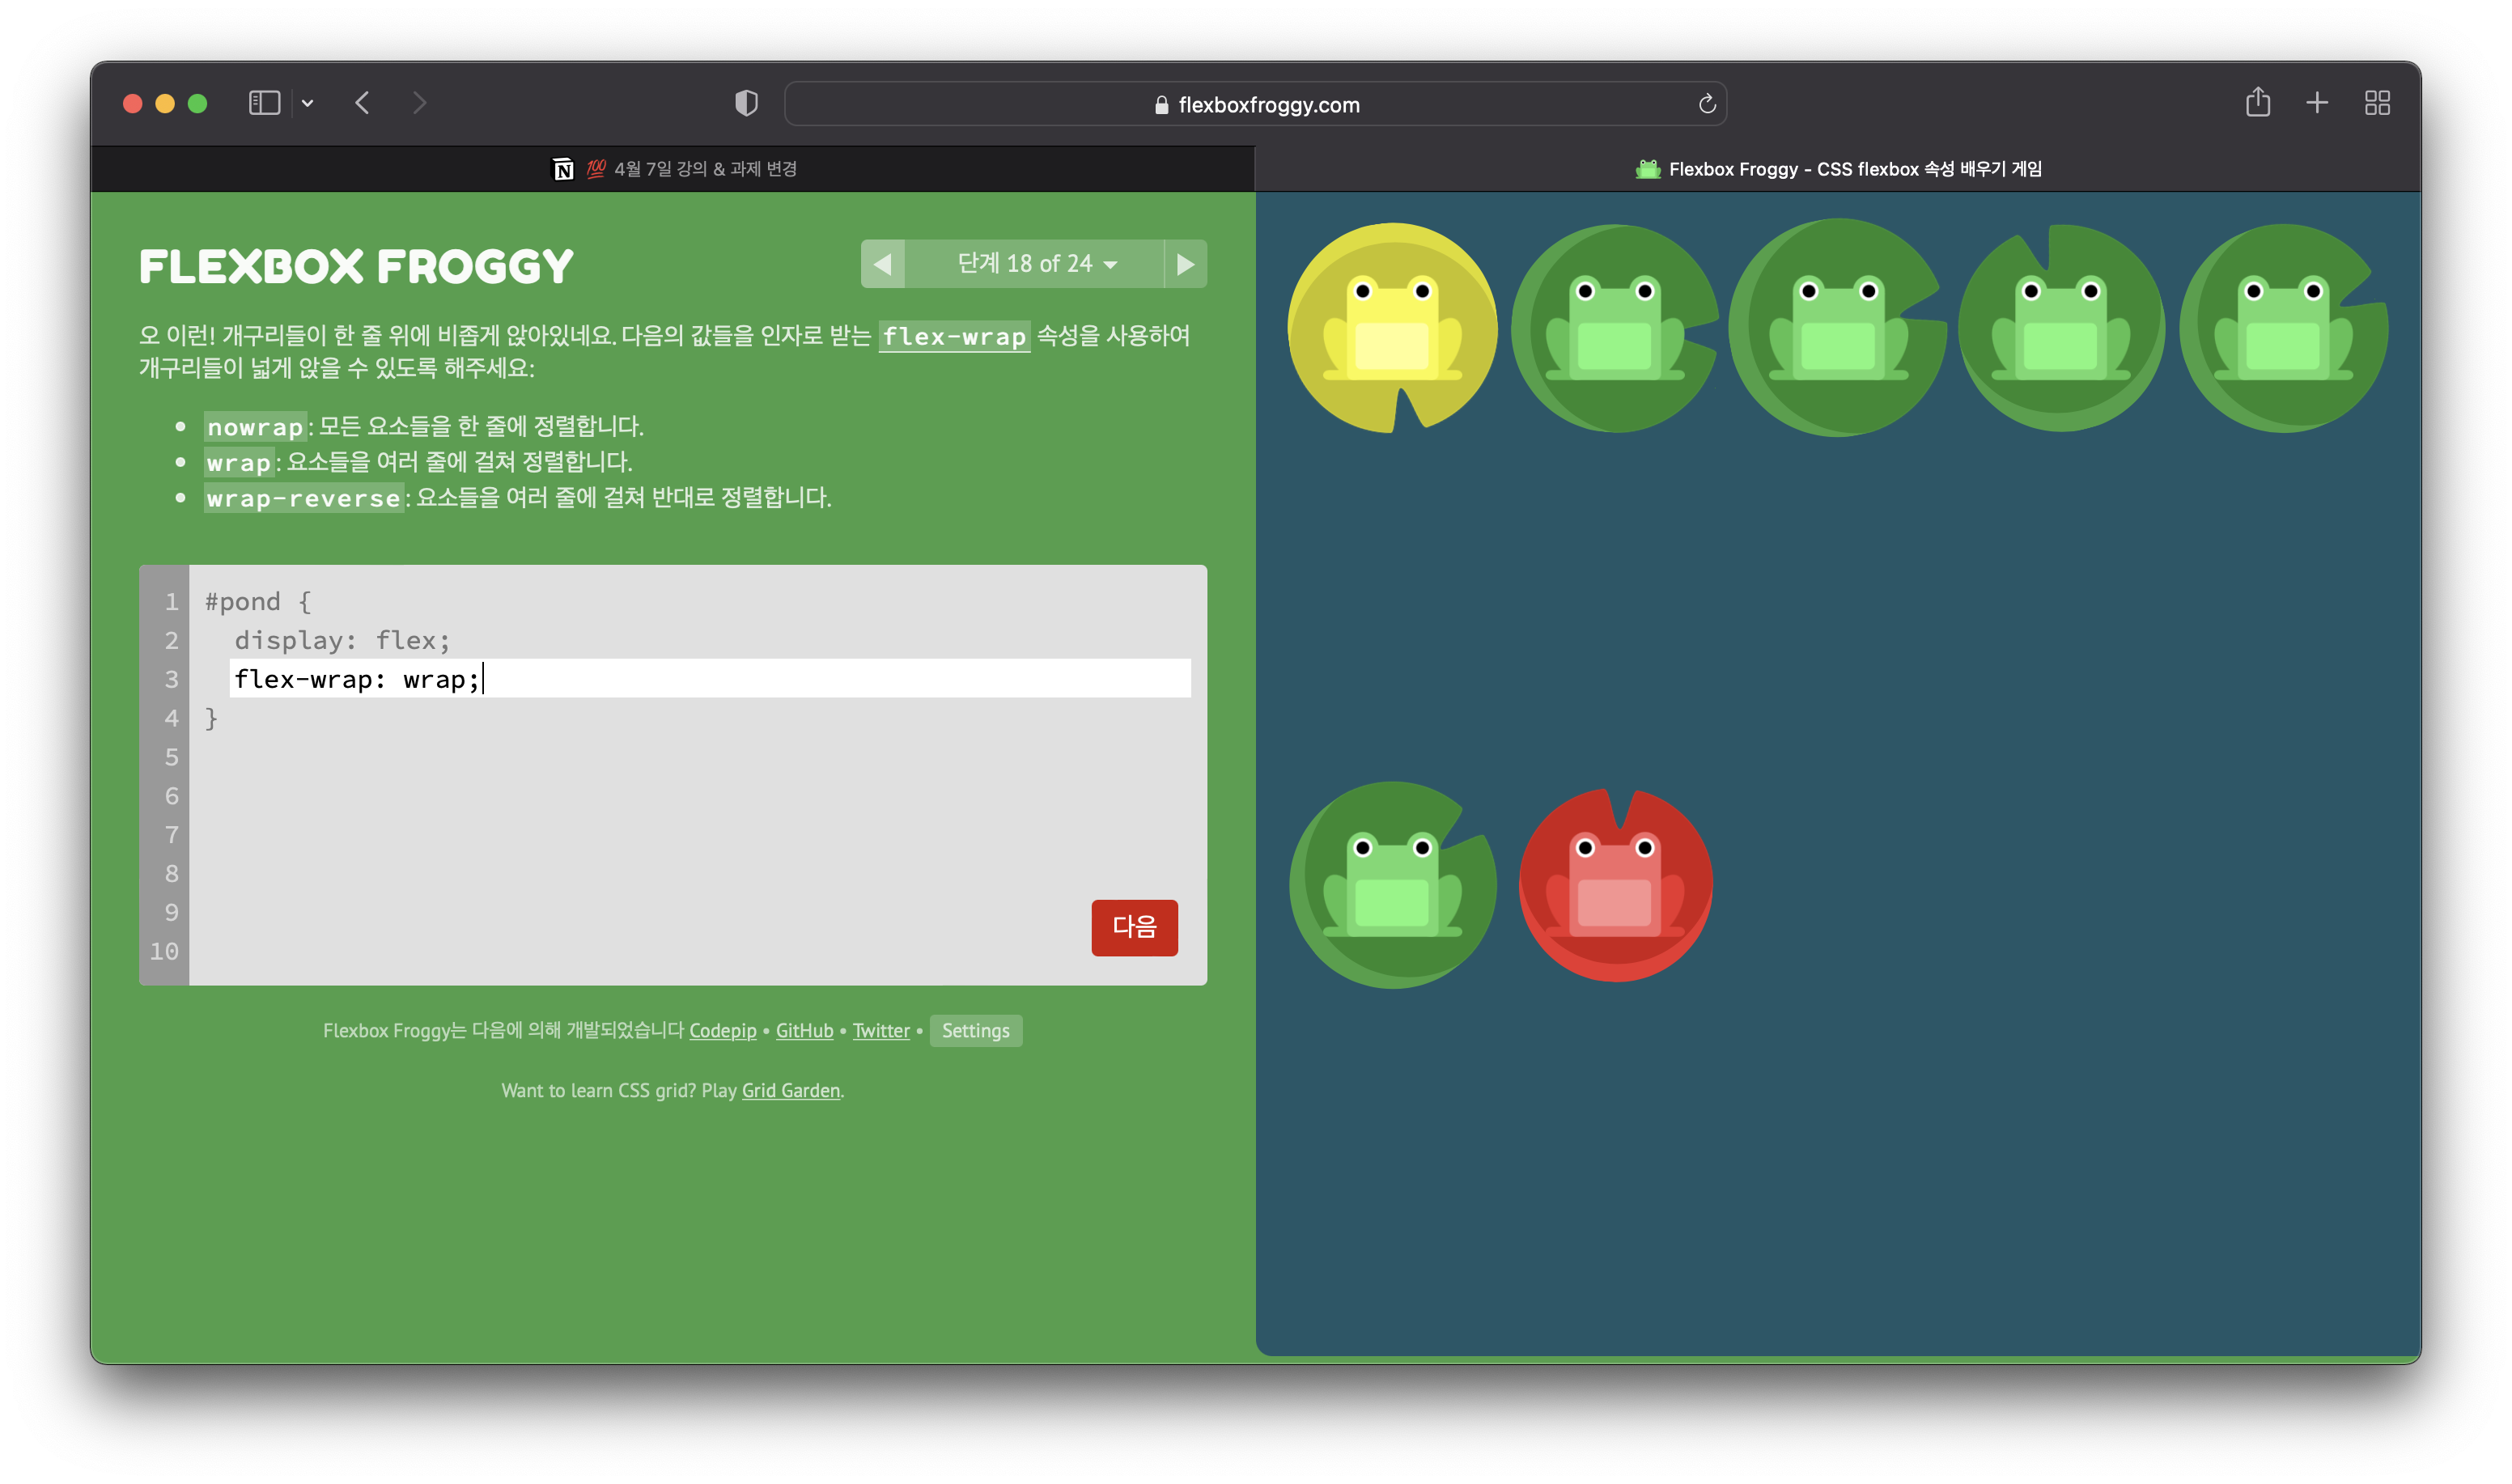 flexboxfroggy.com
💯 4월 7일 강의 & 과제 변경
Flexbox Froggy - CSS flexbox 속성 배우기 게임
FLEXBOX FROGGY
단계 18 of 24
오 이런! 개구리들이 한 줄 위에 비좁게 앉아있네요. 다음의 값들을 인자로 받는 flex-wrap 속성을 사용하여
개구리들이 넓게 앉을 수 있도록 해주세요:
nowrap: 모든 요소들을 한 줄에 정렬합니다.
wrap: 요소들을 여러 줄에 걸쳐 정렬합니다.
wrap-reverse: 요소들을 여러 줄에 걸쳐 반대로 정렬합니다.
1 #pond {
2 display: flex;
3 flex-wrap: wrap;
4 }
5
6
7
8
9
10
다음
Flexbox Froggy는 다음에 의해 개발되었습니다 Codepip • GitHub • Twitter • Settings
Want to learn CSS grid? Play Grid Garden.